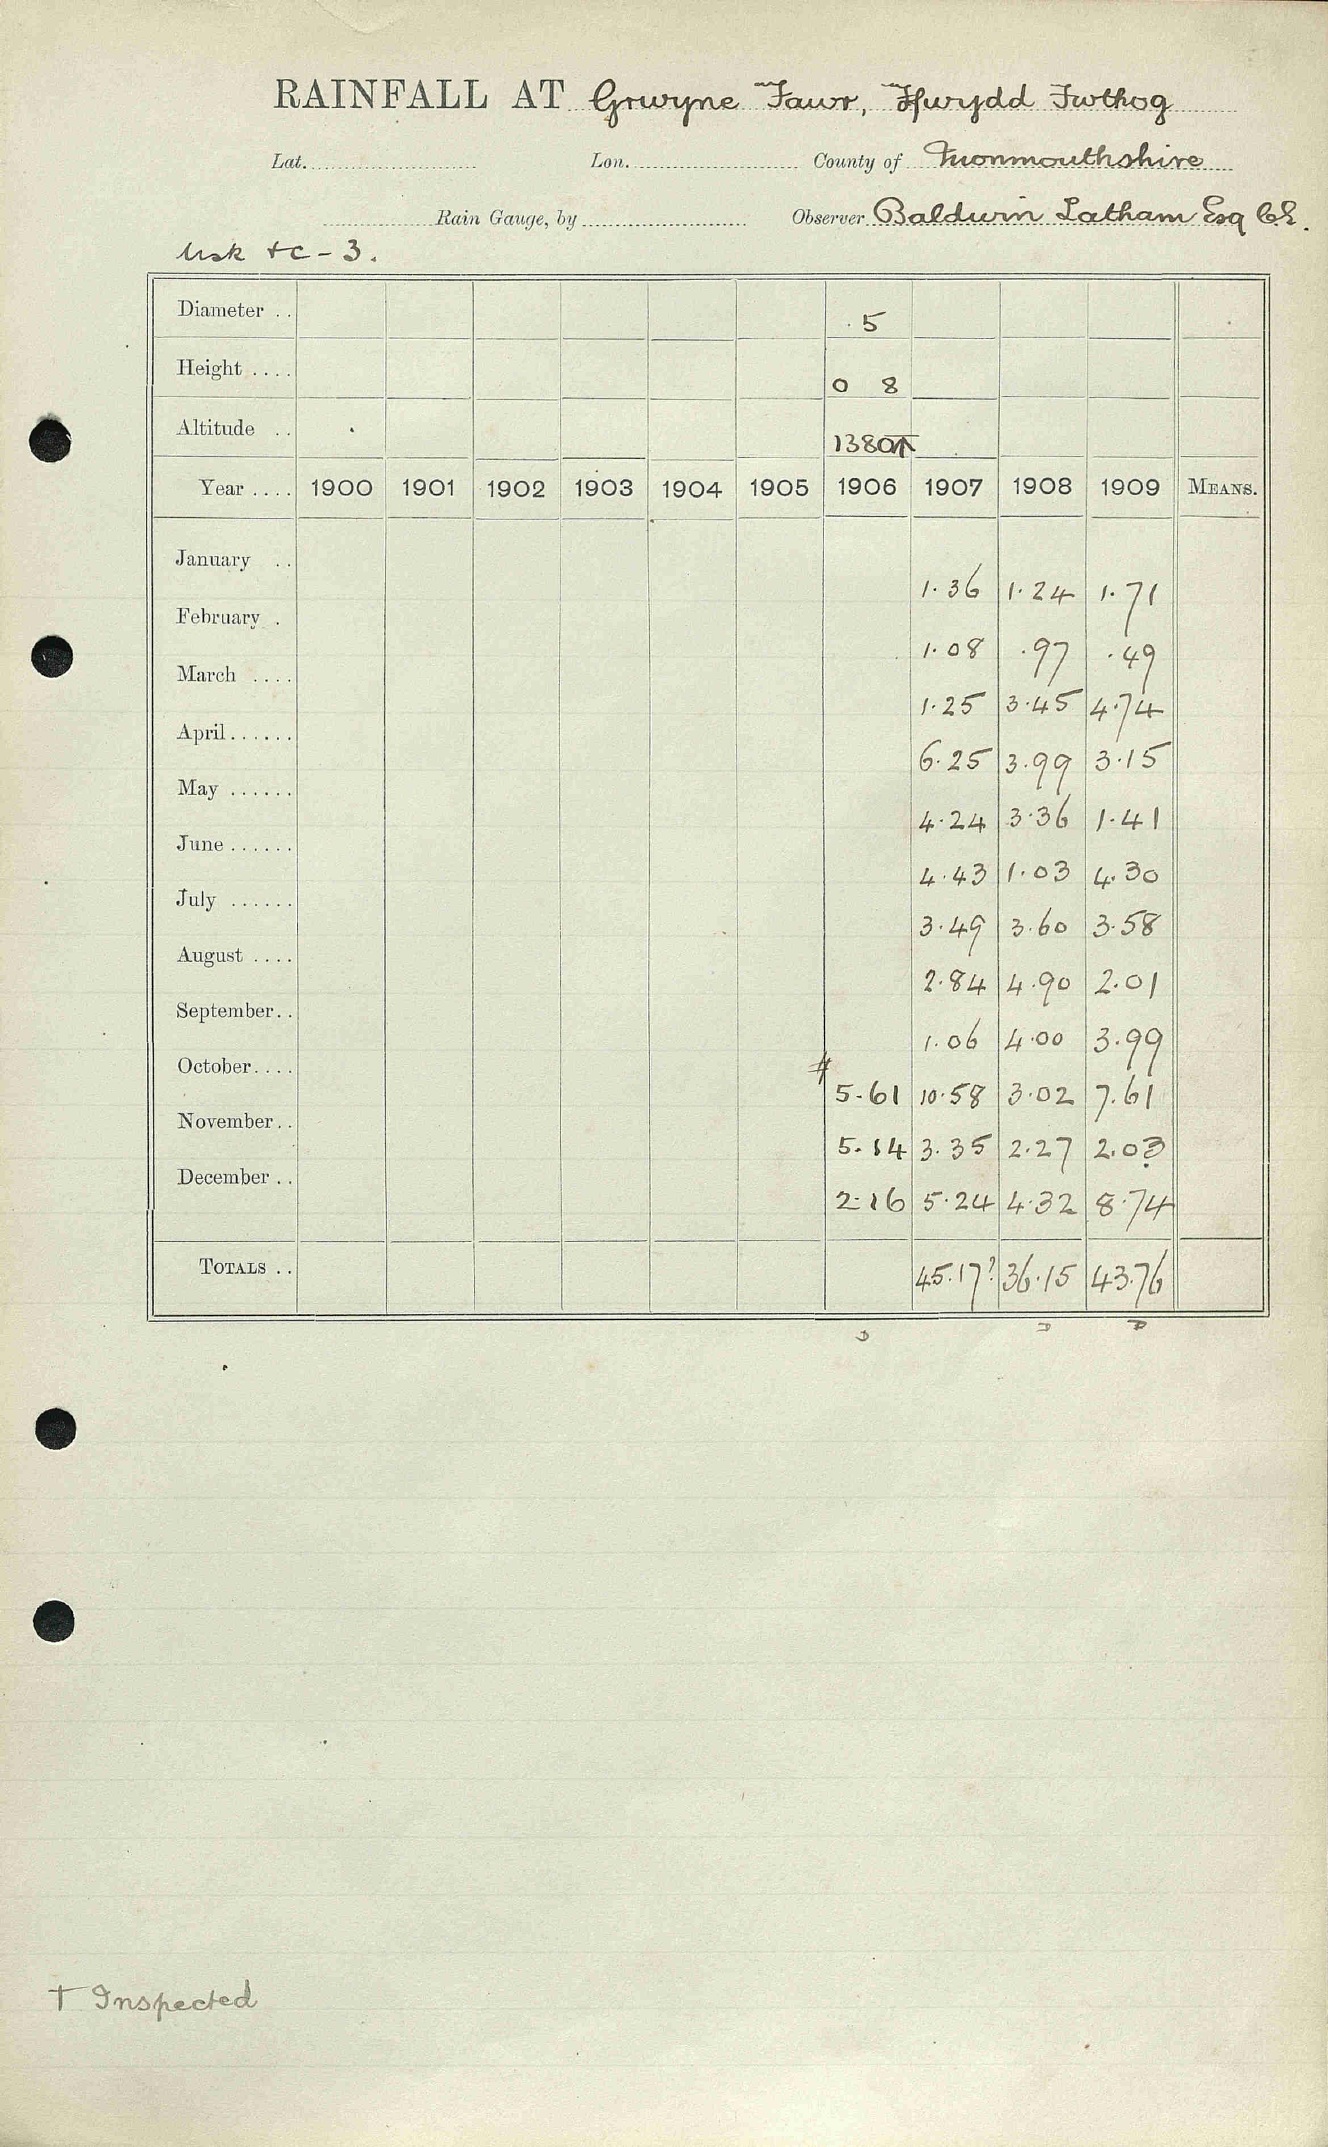 RAINFALL AT Grwyne Fawr, Ffwydd Fwthog
Lat. Lon. County of Monmouthshire
Rain Gauge, by Observer Baldwin Latham Esq C.E.
Usk +c - 3.
Diameter .. 5
Height .... 0 8
Altitude .. 1380
Year .... 1900 1901 1902 1903 1904 1905 1906 1907 1908 1909 MEANS.
January .. 1.36 1.24 1.71
February . 1.08 .97 .49
March .... 1.25 3.45 4.74
April...... 6.25 3.99 3.15
May ...... 4.24 3.36 1.41
June ...... 4.43 1.03 4.30
July ...... 3.49 3.60 3.58
August .... 2.84 4.90 2.01
September.. 1.06 4.00 3.99
October.... 5.61 10.58 3.02 7.61
November.. 5.14 3.35 2.27 2.03
December .. 2.16 5.24 4.32 8.74
TOTALS .. 45.17? 36.15 43.76
D D D
† Inspected